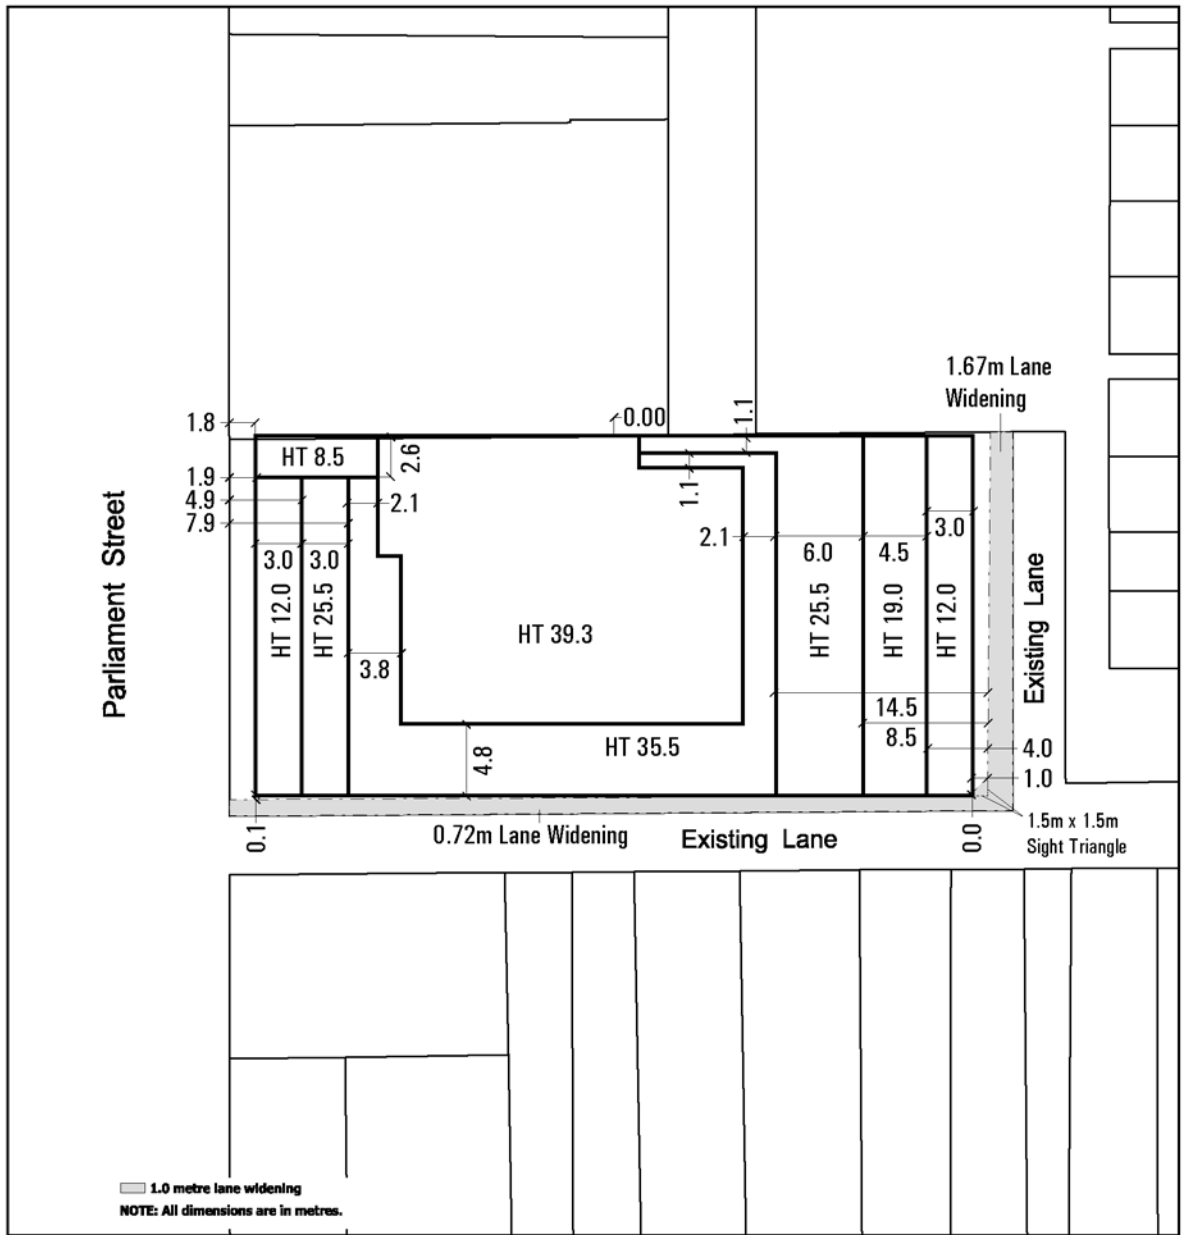 1.67m Lane
Widening
1.8
0.00
1.1
HT 8.5
2.6
1.9
4.9
2.1
1.1
7.9
3.0
2.1
3.0
3.0
6.0
4.5
HT 12.0
HT 25.5
HT 39.3
HT 25.5
HT 19.0
HT 12.0
Parliament Street
Existing Lane
3.8
14.5
8.5
4.8
HT 35.5
4.0
1.0
0.1
0.72m Lane Widening
Existing Lane
0.0
1.5m x 1.5m
Sight Triangle
1.0 metre lane widening
NOTE: All dimensions are in metres.